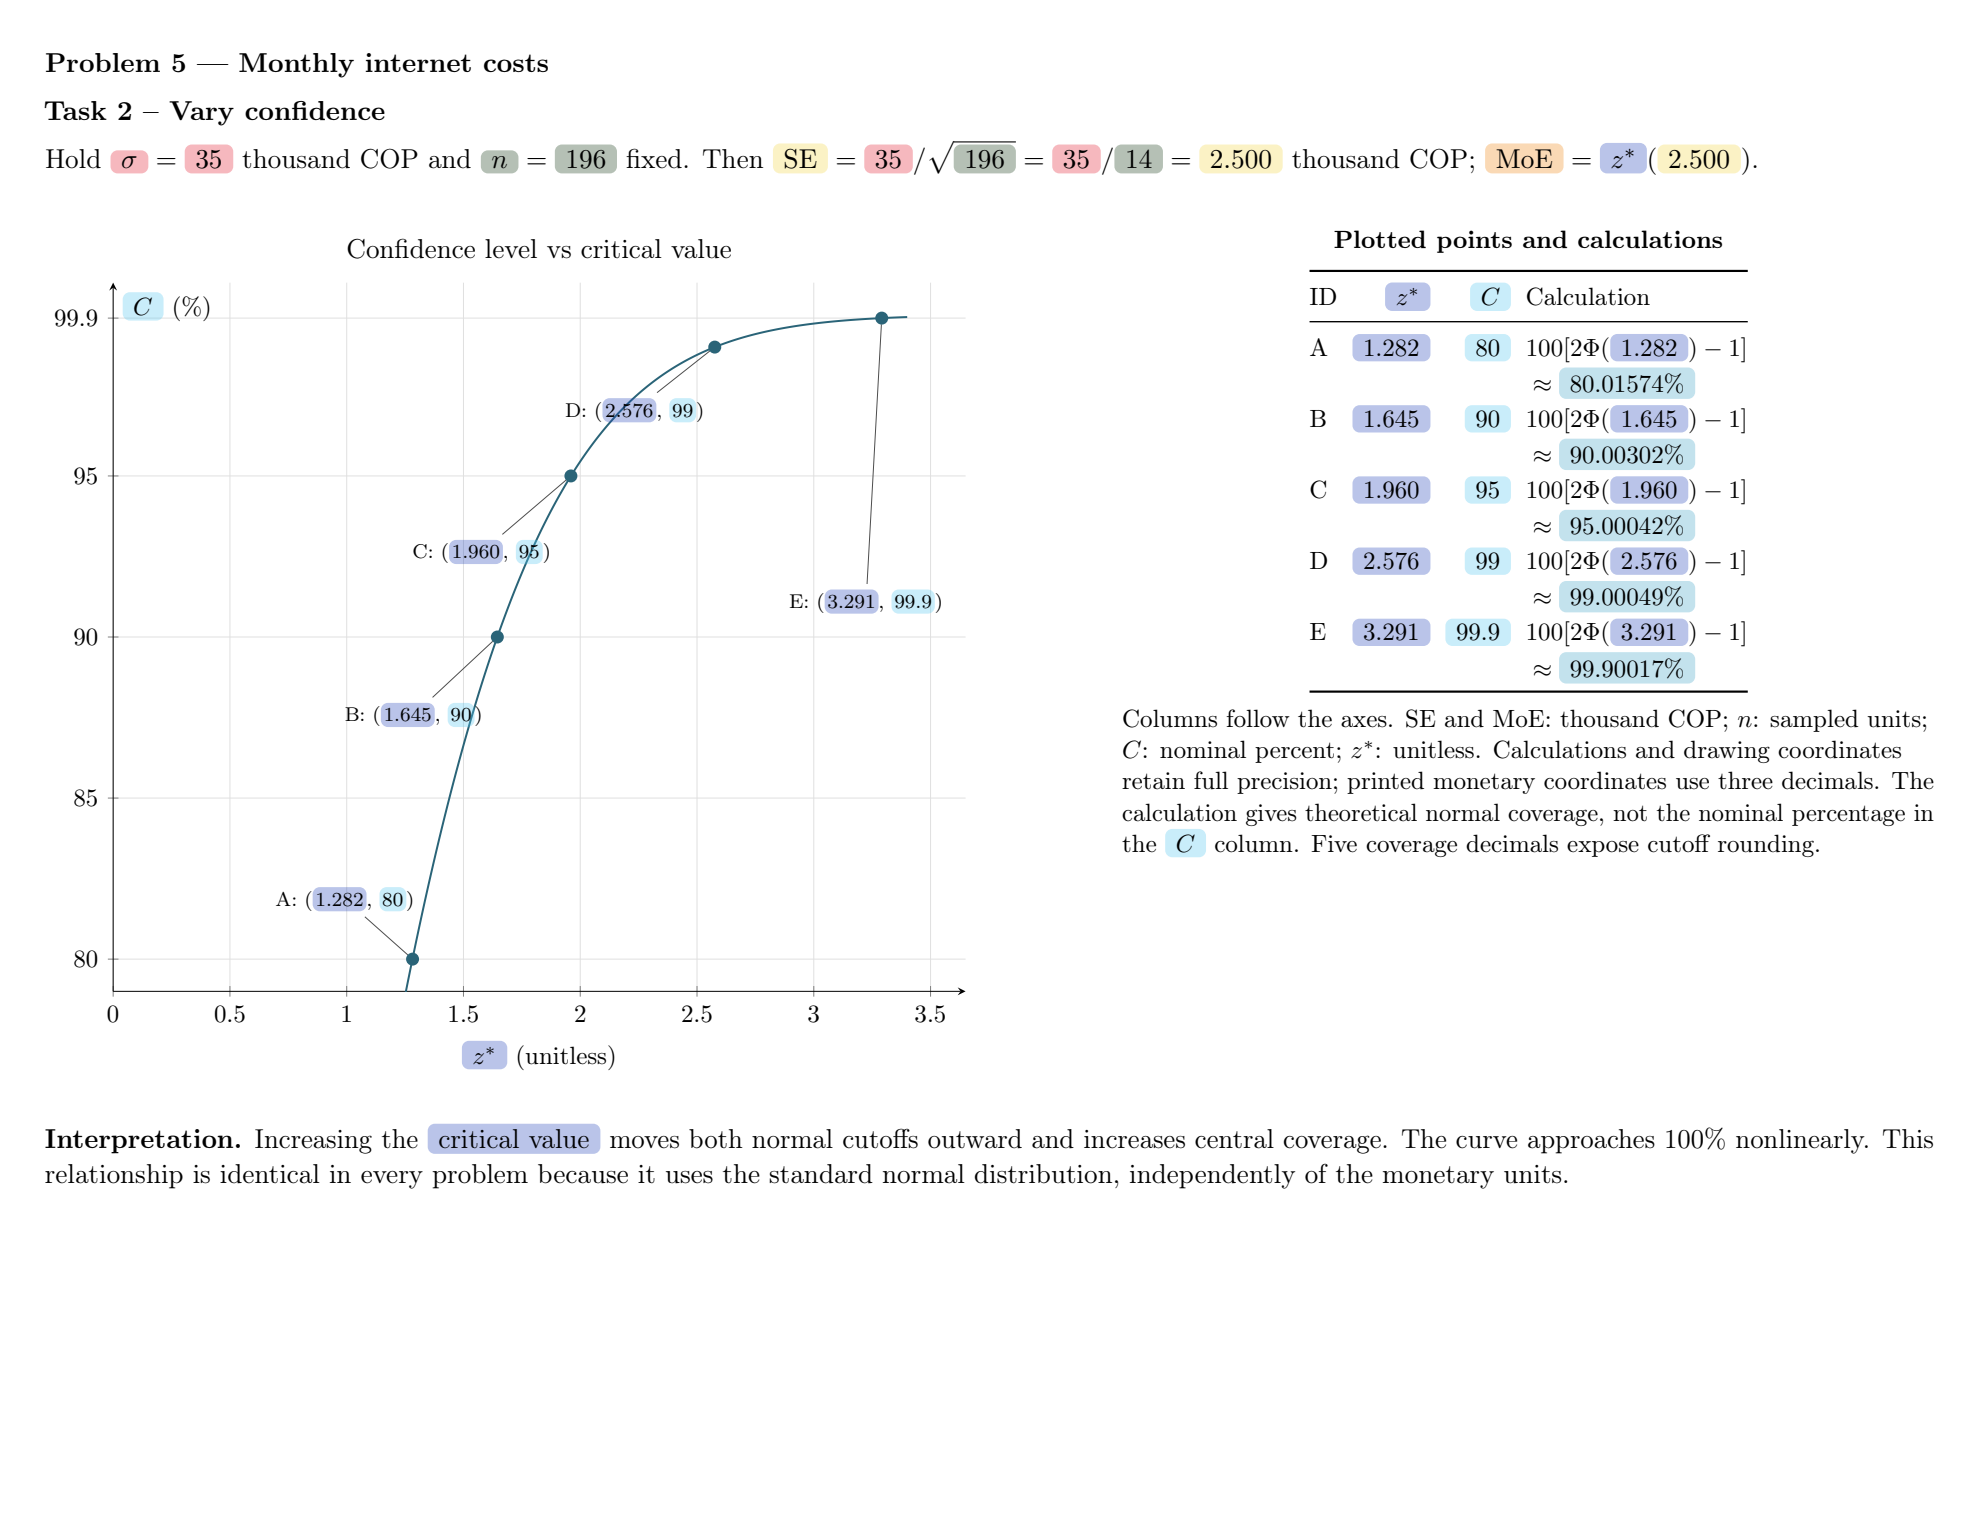 Problem 5 — Monthly internet costs
Task 2 – Vary confidence
Hold σ = 35 thousand COP and n = 196 fixed. Then SE = 35/√196 = 35/14 = 2.500 thousand COP; MoE = z*(2.500).
Confidence level vs critical value
C (%)
99.9
95
90
85
80
D: (2.576, 99)
C: (1.960, 95)
E: (3.291, 99.9)
B: (1.645, 90)
A: (1.282, 80)
0 0.5 1 1.5 2 2.5 3 3.5
z* (unitless)
Plotted points and calculations
ID z* C Calculation
A 1.282 80 100[2Φ(1.282) − 1]
≈ 80.01574%
B 1.645 90 100[2Φ(1.645) − 1]
≈ 90.00302%
C 1.960 95 100[2Φ(1.960) − 1]
≈ 95.00042%
D 2.576 99 100[2Φ(2.576) − 1]
≈ 99.00049%
E 3.291 99.9 100[2Φ(3.291) − 1]
≈ 99.90017%
Columns follow the axes. SE and MoE: thousand COP; n: sampled units;
C: nominal percent; z*: unitless. Calculations and drawing coordinates
retain full precision; printed monetary coordinates use three decimals. The
calculation gives theoretical normal coverage, not the nominal percentage in
the C column. Five coverage decimals expose cutoff rounding.
Interpretation. Increasing the critical value moves both normal cutoffs outward and increases central coverage. The curve approaches 100% nonlinearly. This
relationship is identical in every problem because it uses the standard normal distribution, independently of the monetary units.